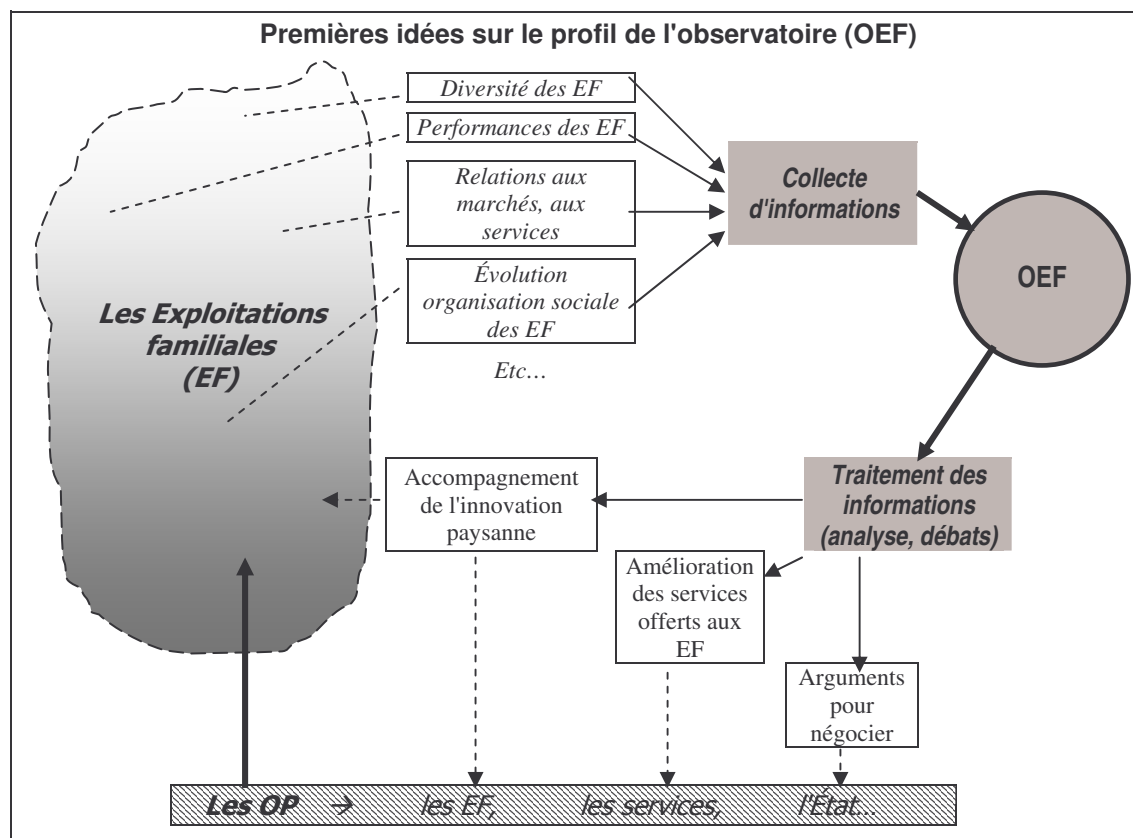 Premières idées sur le profil de l'observatoire (OEF)
Diversité des EF
Performances des EF
Relations aux
marchés, aux
services
Évolution
organisation sociale
des EF
Etc...
Collecte
d'informations
OEF
Les Exploitations
familiales
(EF)
Traitement des
informations
(analyse, débats)
Accompagnement
de l'innovation
paysanne
Amélioration
des services
offerts aux
EF
Arguments
pour
négocier
Les OP → les EF, les services, l'État...